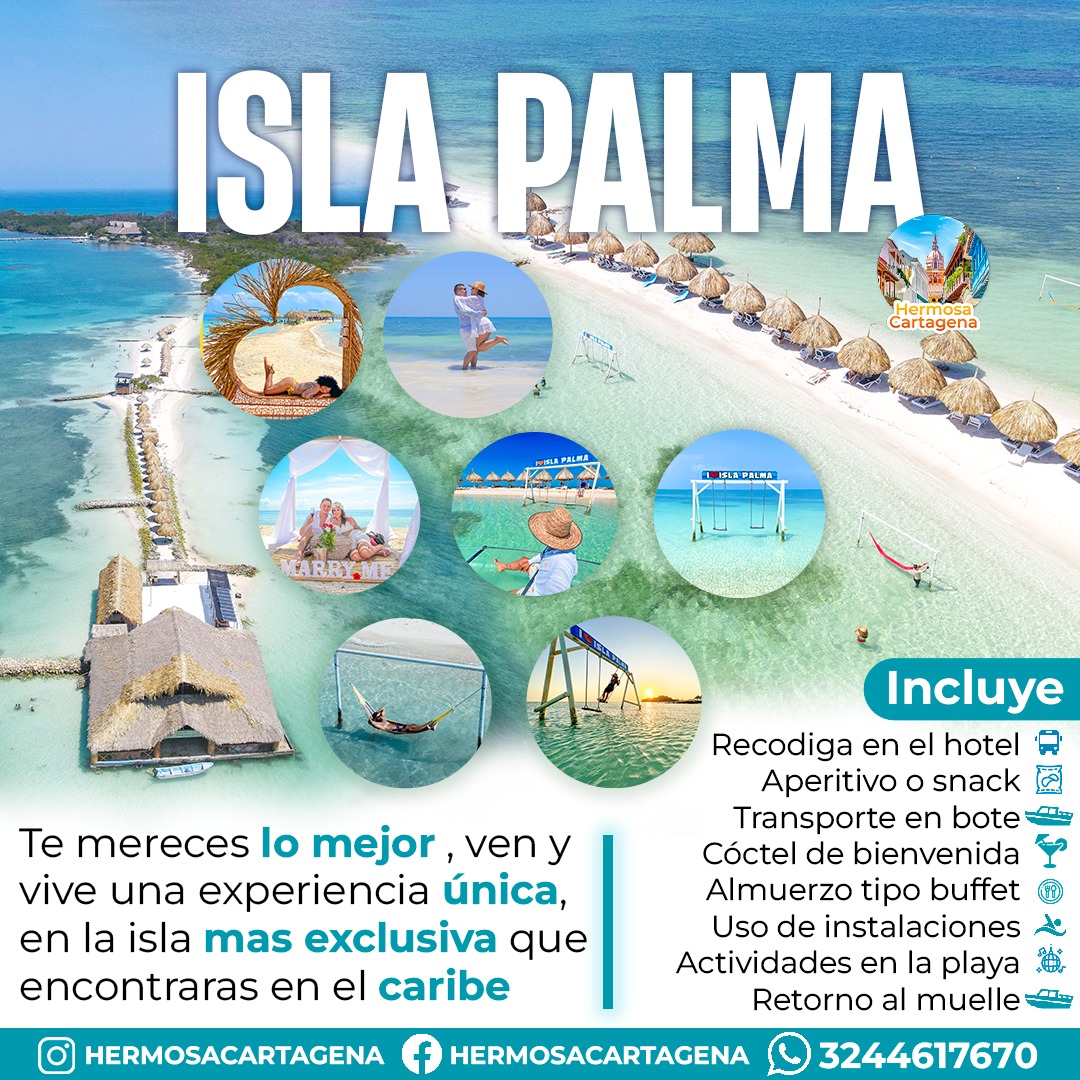 ISLA PALMA
Hermosa
Cartagena
I ISLA PALMA
I ISLA PALMA
MARRY ME
ISLA PALMA
Incluye
Recodiga en el hotel
Aperitivo o snack
Transporte en bote
Cóctel de bienvenida
Almuerzo tipo buffet
Uso de instalaciones
Actividades en la playa
Retorno al muelle
Te mereces lo mejor , ven y
vive una experiencia única,
en la isla mas exclusiva que
encontraras en el caribe
HERMOSACARTAGENA HERMOSACARTAGENA 3244617670